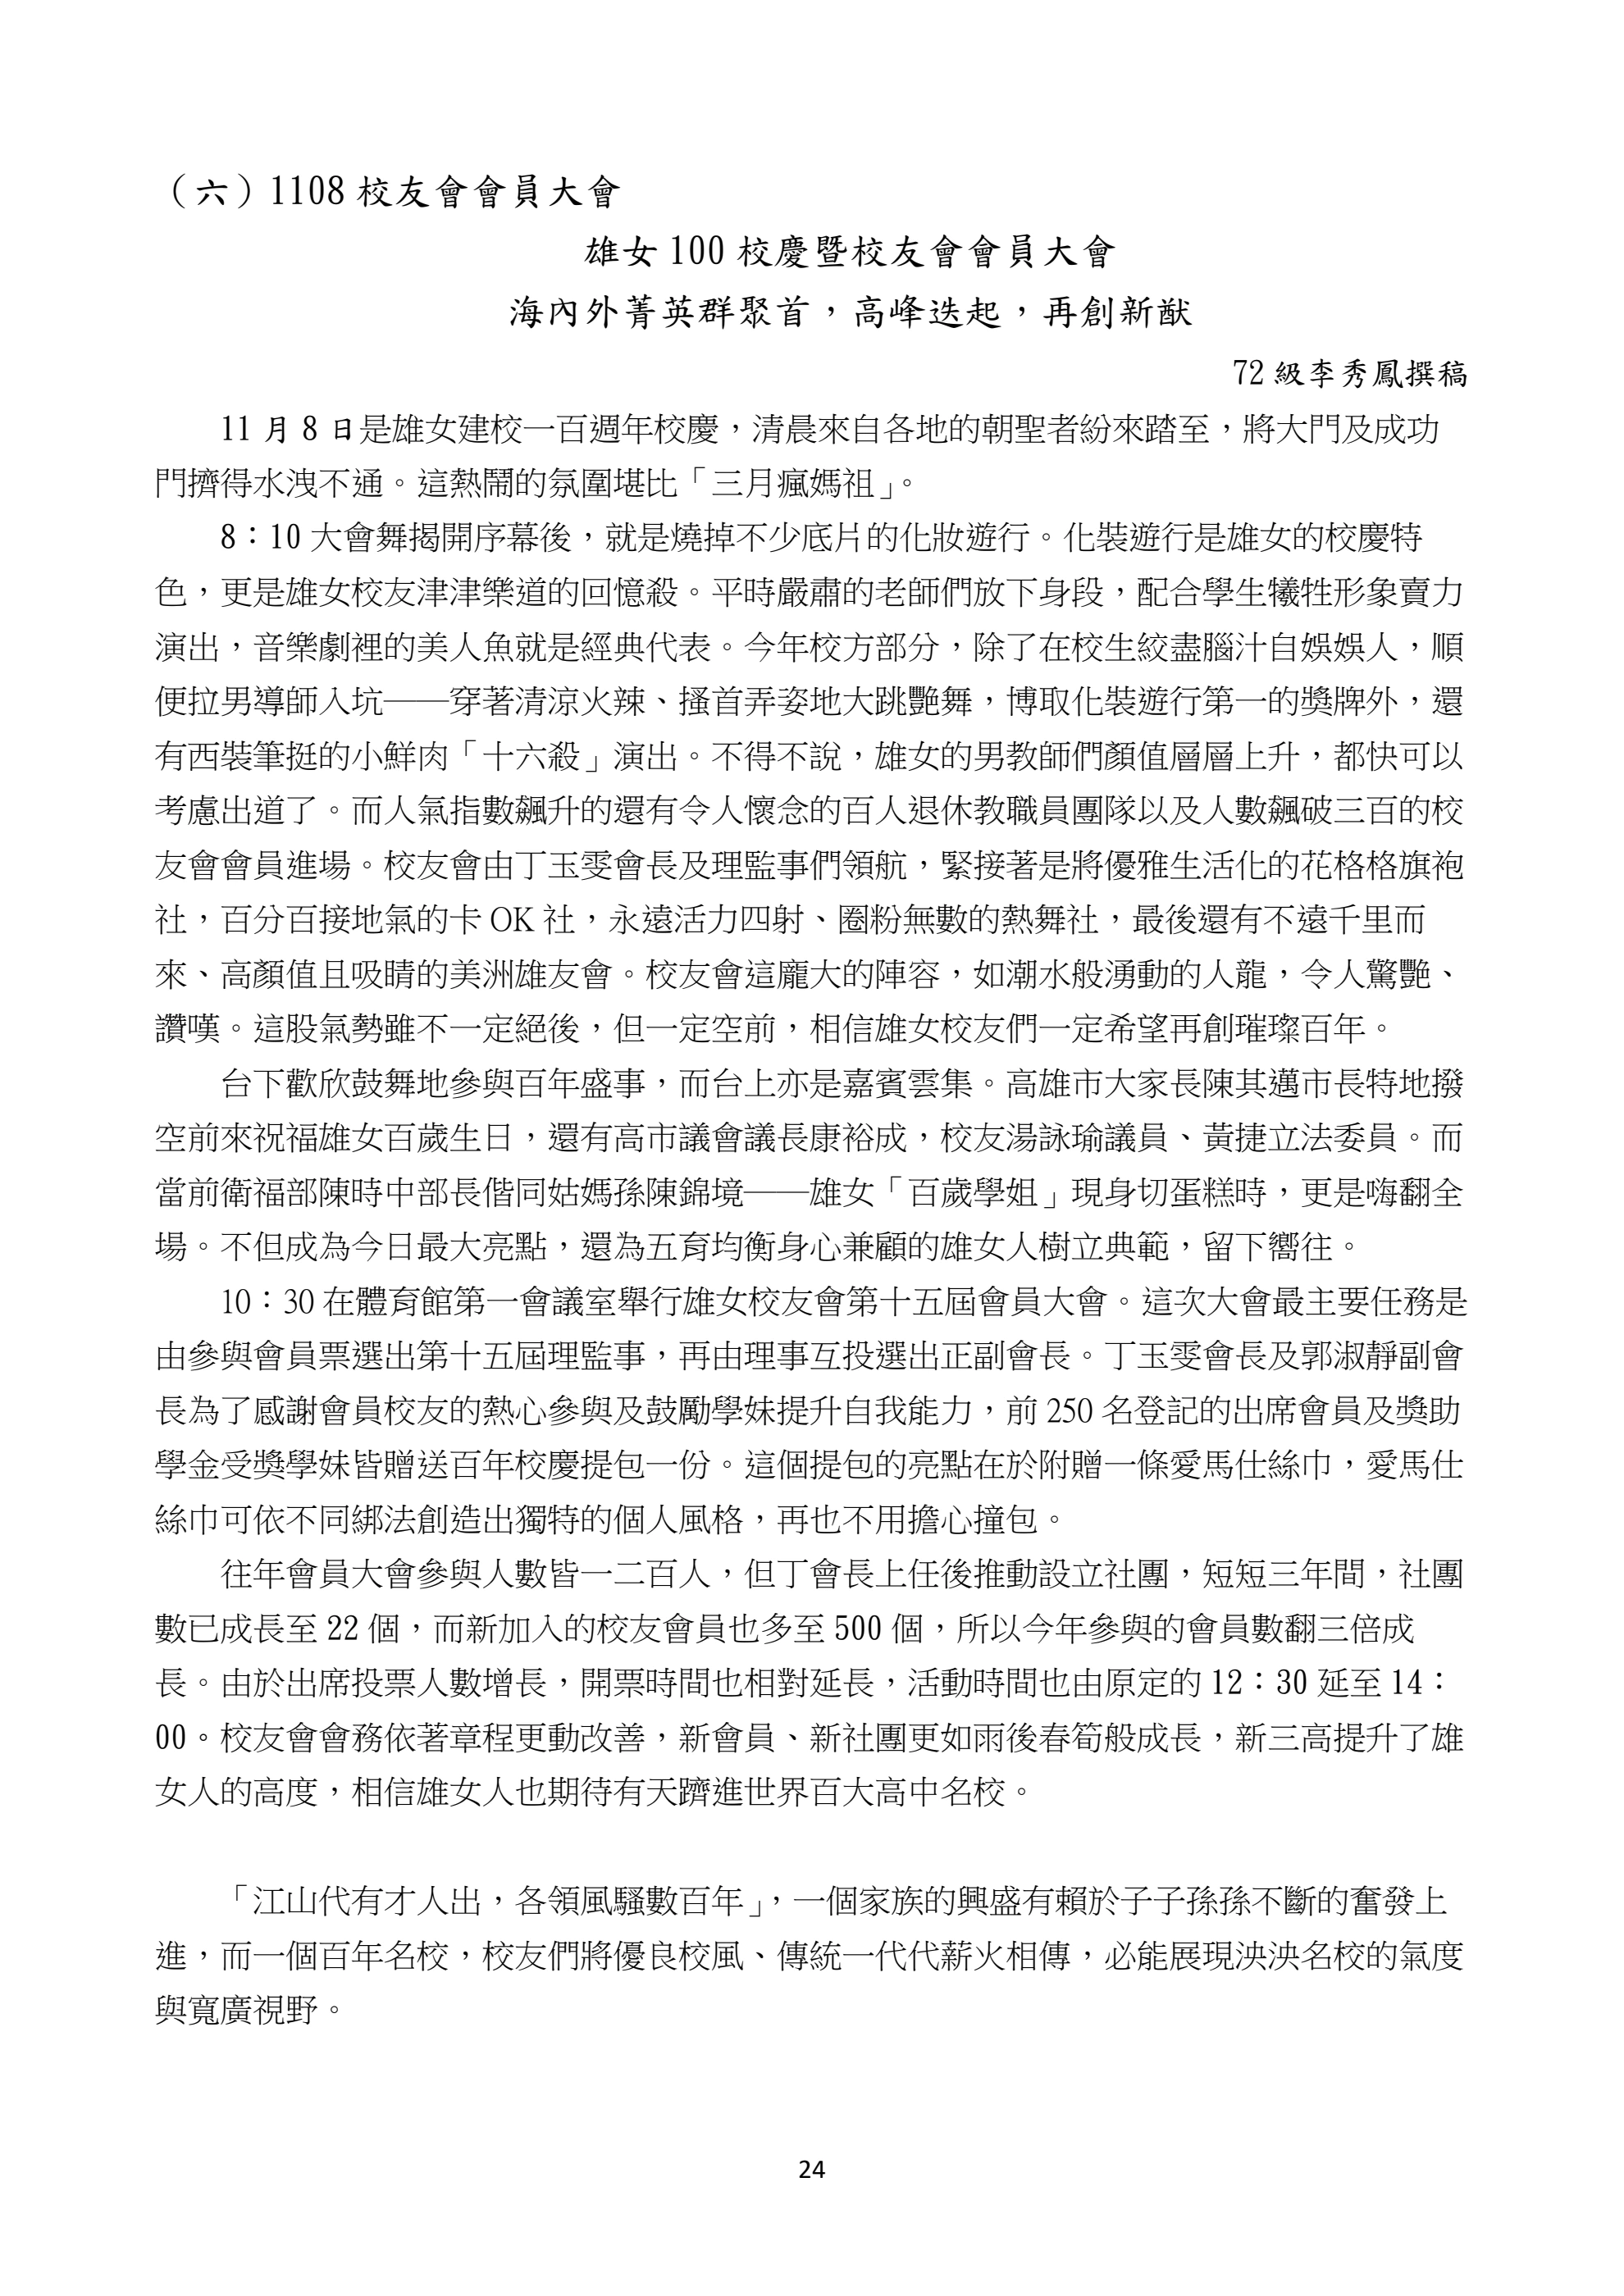 （六）1108 校友會會員大會
雄女 100 校慶暨校友會會員大會
海內外菁英群聚首，高峰迭起，再創新猷
72 級李秀鳳撰稿
11 月 8 日是雄女建校一百週年校慶，清晨來自各地的朝聖者紛來踏至，將大門及成功
門擠得水洩不通。這熱鬧的氛圍堪比「三月瘋媽祖」。
8：10 大會舞揭開序幕後，就是燒掉不少底片的化妝遊行。化裝遊行是雄女的校慶特
色，更是雄女校友津津樂道的回憶殺。平時嚴肅的老師們放下身段，配合學生犧牲形象賣力
演出，音樂劇裡的美人魚就是經典代表。今年校方部分，除了在校生絞盡腦汁自娛娛人，順
便拉男導師入坑——穿著清涼火辣、搔首弄姿地大跳艷舞，博取化裝遊行第一的獎牌外，還
有西裝筆挺的小鮮肉「十六殺」演出。不得不說，雄女的男教師們顏值層層上升，都快可以
考慮出道了。而人氣指數飆升的還有令人懷念的百人退休教職員團隊以及人數飆破三百的校
友會會員進場。校友會由丁玉雯會長及理監事們領航，緊接著是將優雅生活化的花格格旗袍
社，百分百接地氣的卡 OK 社，永遠活力四射、圈粉無數的熱舞社，最後還有不遠千里而
來、高顏值且吸睛的美洲雄友會。校友會這龐大的陣容，如潮水般湧動的人龍，令人驚艷、
讚嘆。這股氣勢雖不一定絕後，但一定空前，相信雄女校友們一定希望再創璀璨百年。
台下歡欣鼓舞地參與百年盛事，而台上亦是嘉賓雲集。高雄市大家長陳其邁市長特地撥
空前來祝福雄女百歲生日，還有高市議會議長康裕成，校友湯詠瑜議員、黃捷立法委員。而
當前衛福部陳時中部長偕同姑媽孫陳錦境——雄女「百歲學姐」現身切蛋糕時，更是嗨翻全
場。不但成為今日最大亮點，還為五育均衡身心兼顧的雄女人樹立典範，留下嚮往。
10：30 在體育館第一會議室舉行雄女校友會第十五屆會員大會。這次大會最主要任務是
由參與會員票選出第十五屆理監事，再由理事互投選出正副會長。丁玉雯會長及郭淑靜副會
長為了感謝會員校友的熱心參與及鼓勵學妹提升自我能力，前 250 名登記的出席會員及獎助
學金受獎學妹皆贈送百年校慶提包一份。這個提包的亮點在於附贈一條愛馬仕絲巾，愛馬仕
絲巾可依不同綁法創造出獨特的個人風格，再也不用擔心撞包。
往年會員大會參與人數皆一二百人，但丁會長上任後推動設立社團，短短三年間，社團
數已成長至 22 個，而新加入的校友會員也多至 500 個，所以今年參與的會員數翻三倍成
長。由於出席投票人數增長，開票時間也相對延長，活動時間也由原定的 12：30 延至 14：
00。校友會會務依著章程更動改善，新會員、新社團更如雨後春筍般成長，新三高提升了雄
女人的高度，相信雄女人也期待有天躋進世界百大高中名校。
「江山代有才人出，各領風騷數百年」，一個家族的興盛有賴於子子孫孫不斷的奮發上
進，而一個百年名校，校友們將優良校風、傳統一代代薪火相傳，必能展現泱泱名校的氣度
與寬廣視野。
24